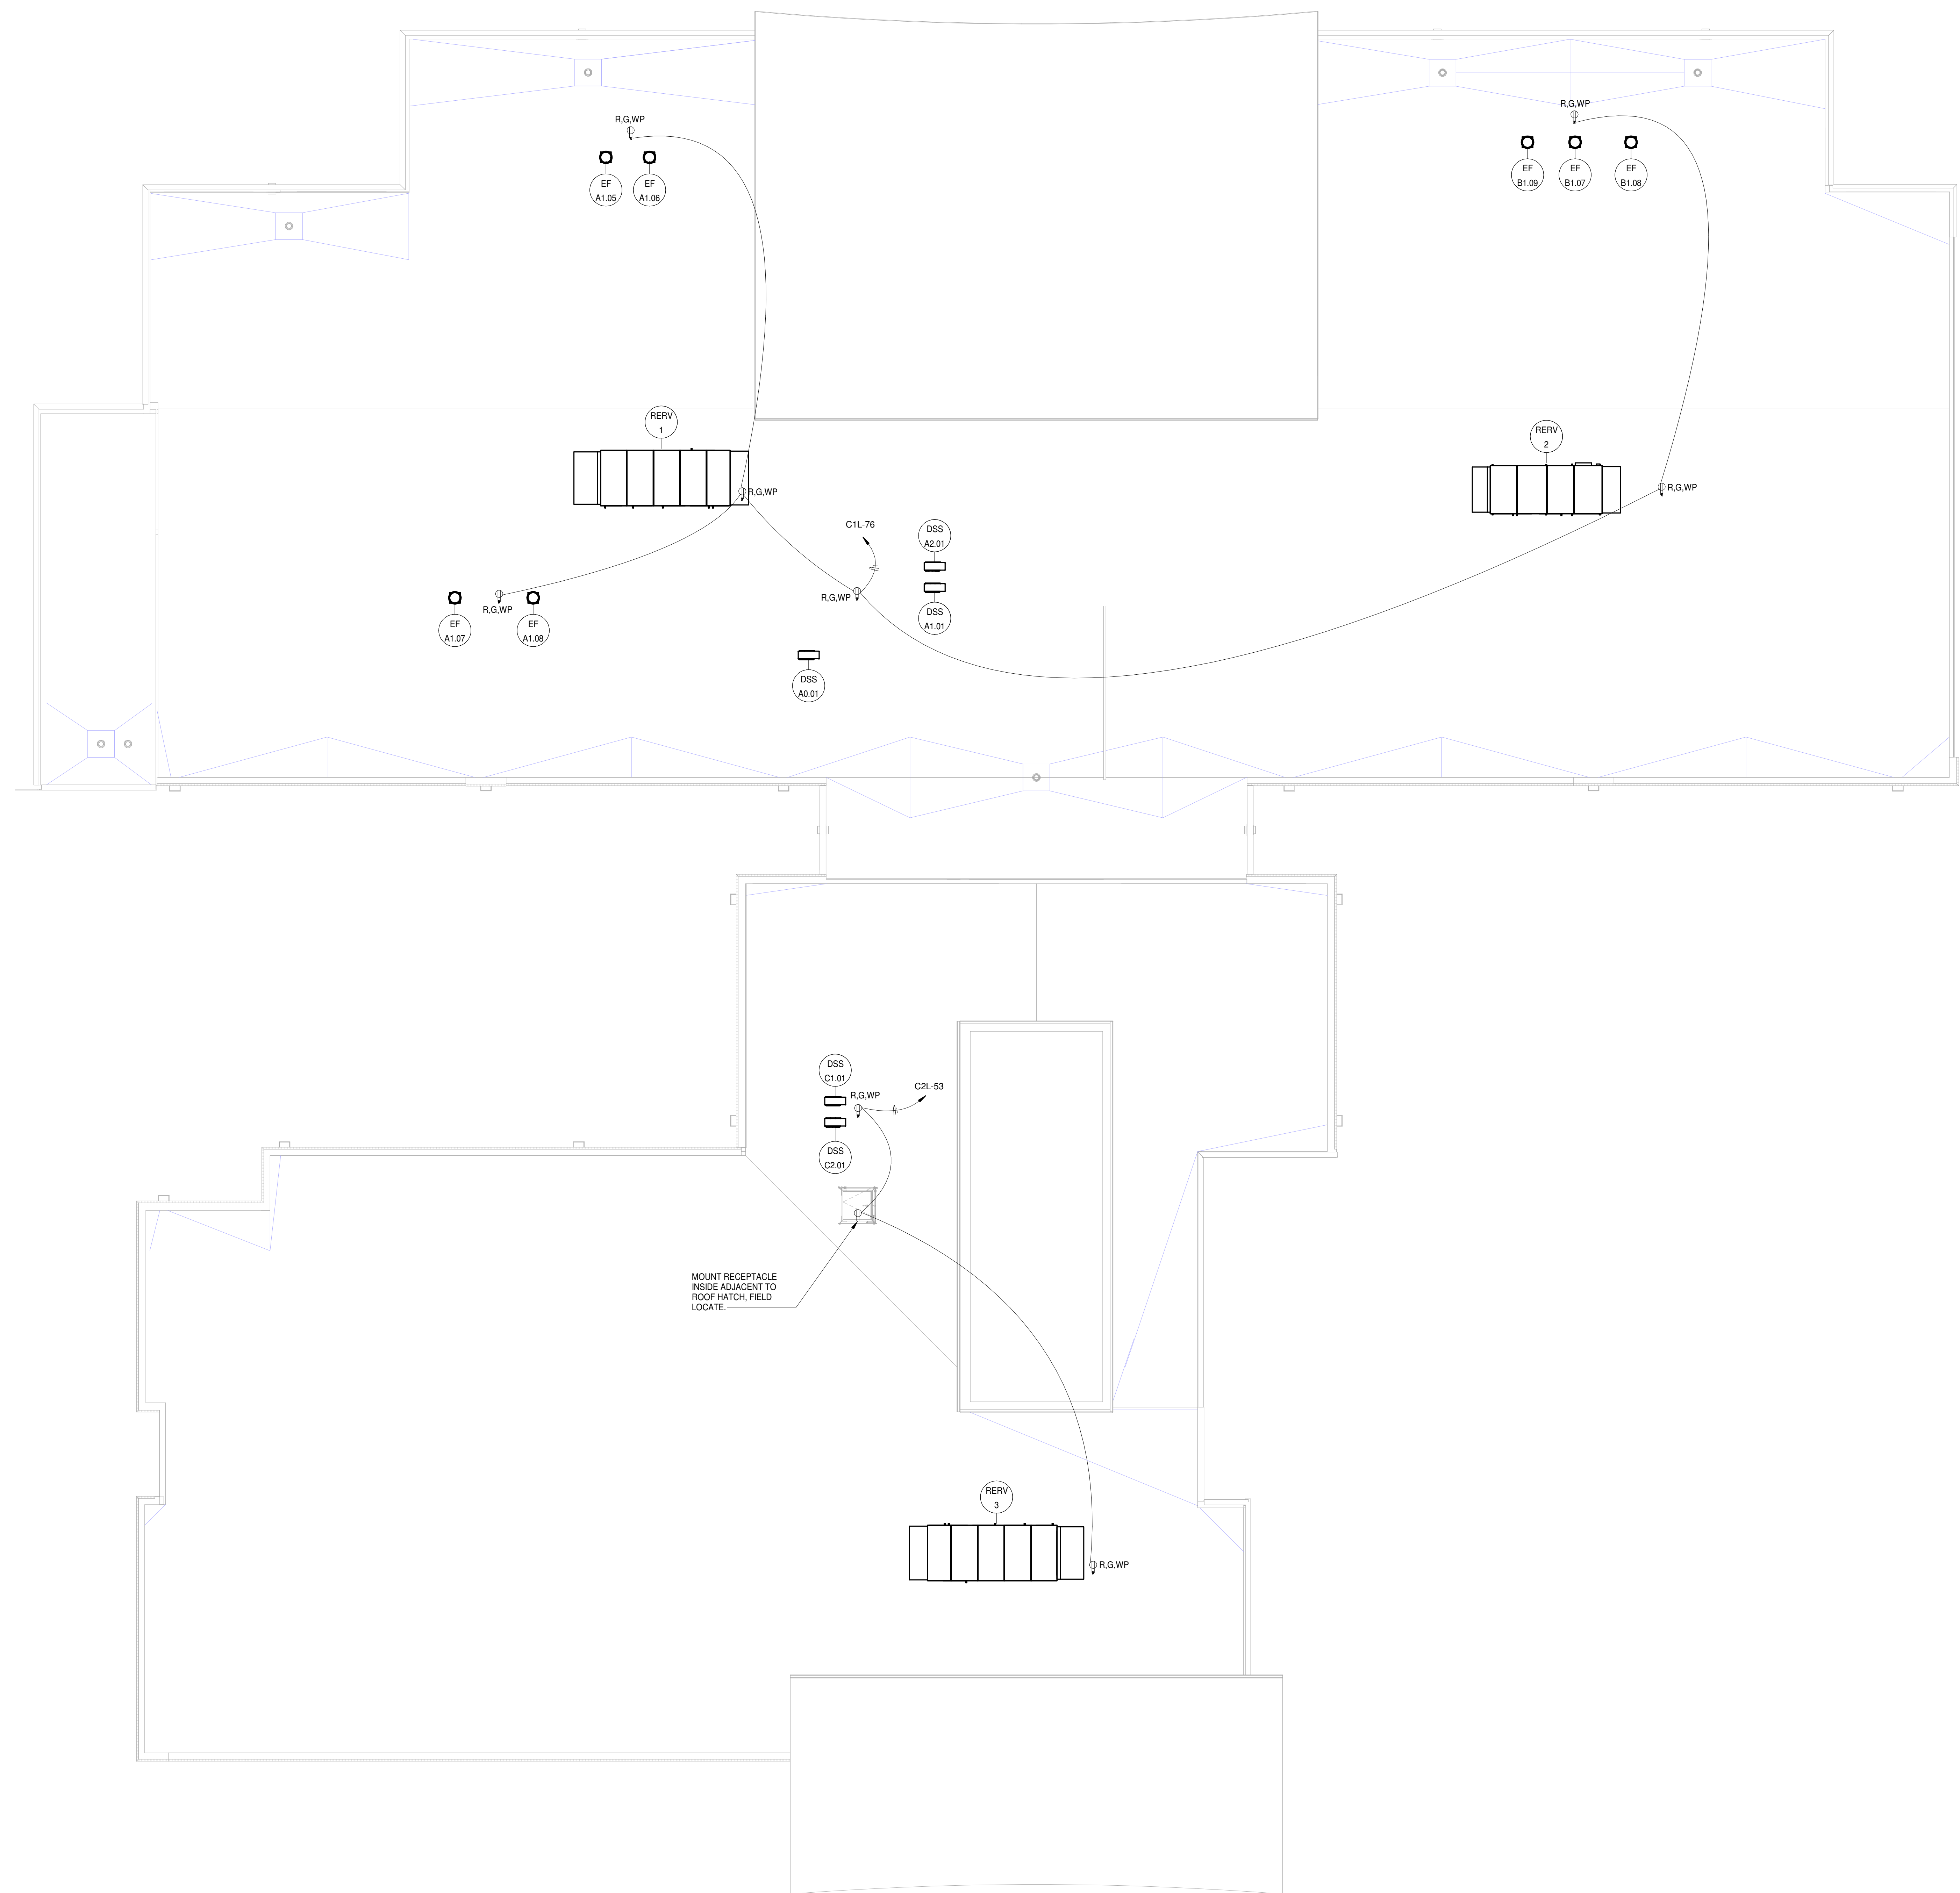 R,G,WP
EF
A1.05
EF
A1.06
R,G,WP
EF
B1.09
EF
B1.07
EF
B1.08
RERV
1
R,G,WP
RERV
2
R,G,WP
C1L-76
DSS
A2.01
DSS
A1.01
R,G,WP
R,G,WP
EF
A1.07
EF
A1.08
DSS
A0.01
DSS
C1.01
R,G,WP
C2L-53
DSS
C2.01
MOUNT RECEPTACLE
INSIDE ADJACENT TO
ROOF HATCH, FIELD
LOCATE.
RERV
3
R,G,WP